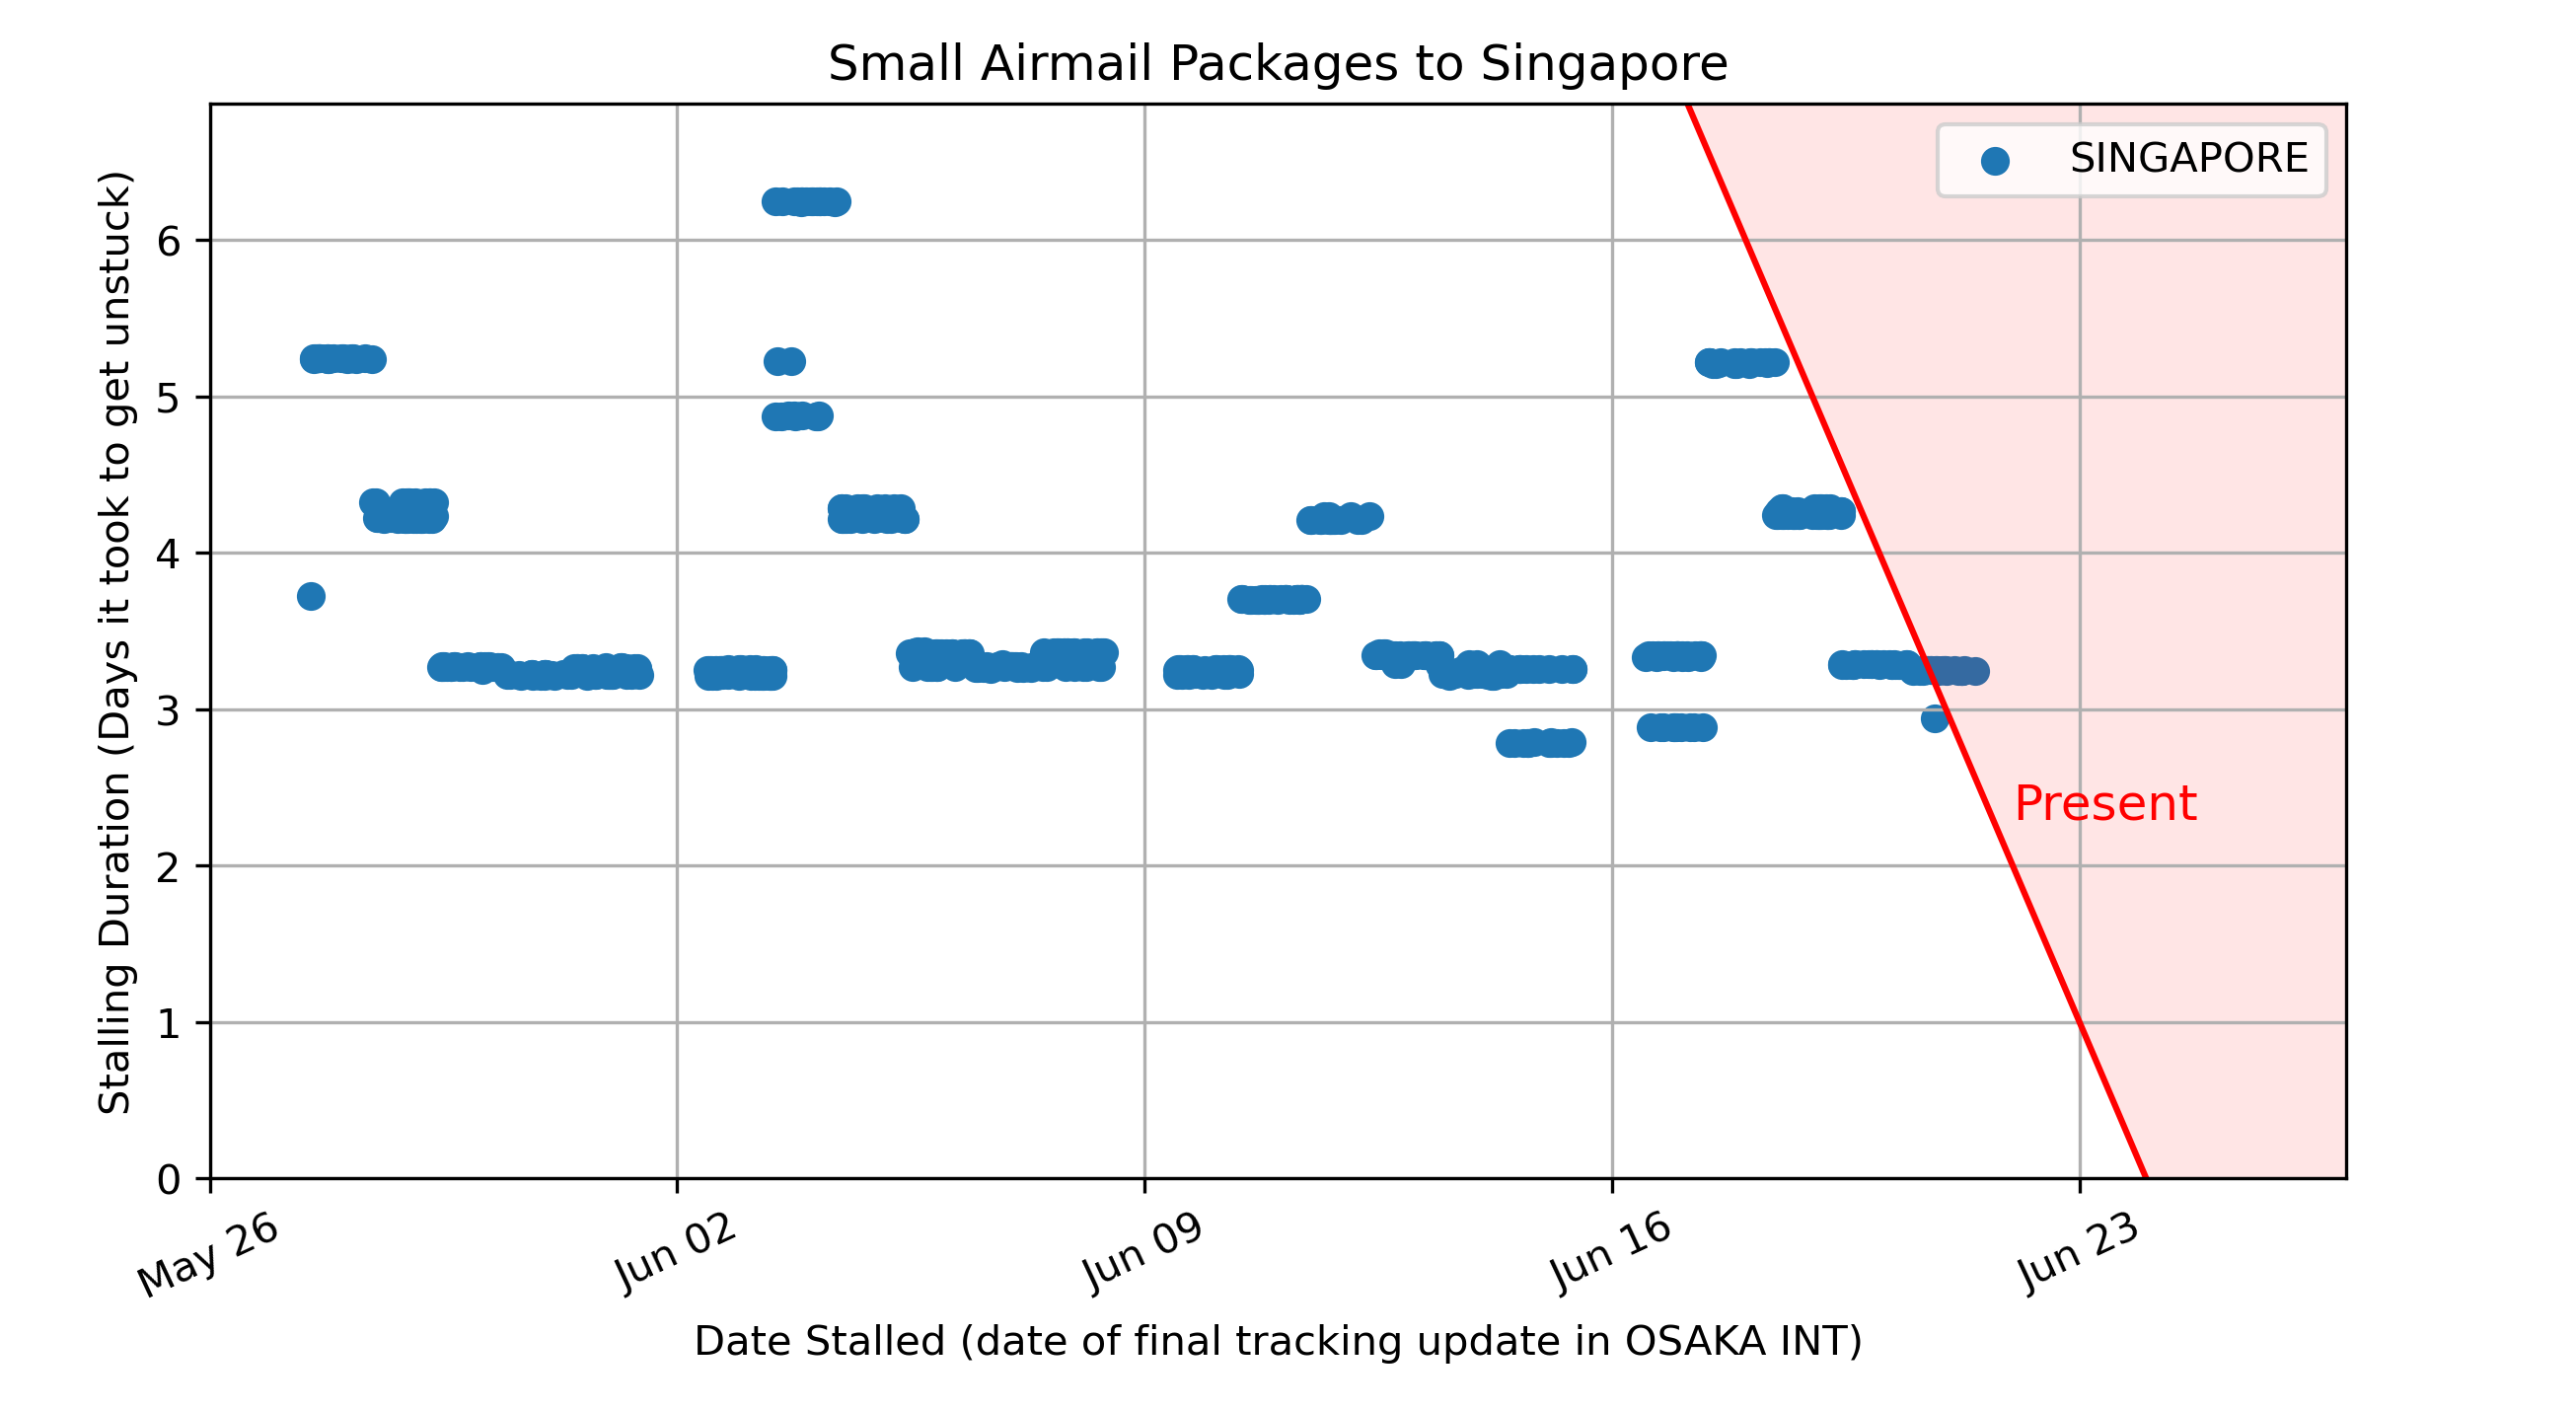 Small Airmail Packages to Singapore
SINGAPORE
Stalling Duration (Days it took to get unstuck)
6
5
4
3
2
1
0
Present
May 26
Jun 02
Jun 09
Jun 16
Jun 23
Date Stalled (date of final tracking update in OSAKA INT)